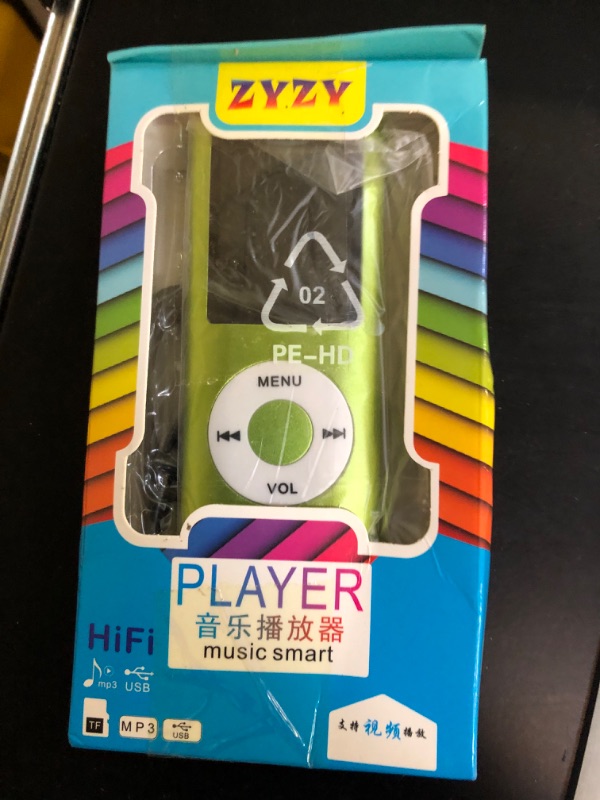 ZYZY
02
PE-HD
MENU
VOL
PLAYER
音乐播放器
music smart
HiFi
mp3 USB
TF MP3 USB
支持视频播放